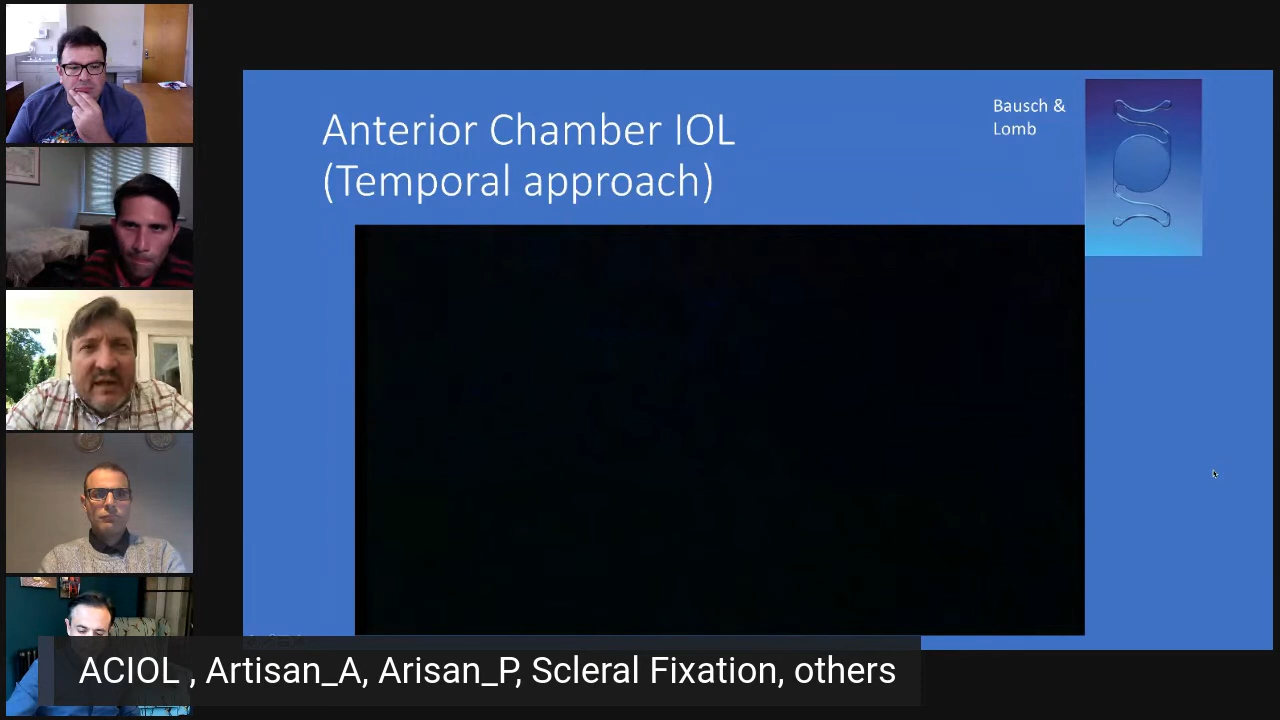 Anterior Chamber IOL
(Temporal approach)
Bausch &
Lomb
ACIOL , Artisan_A, Arisan_P, Scleral Fixation, others